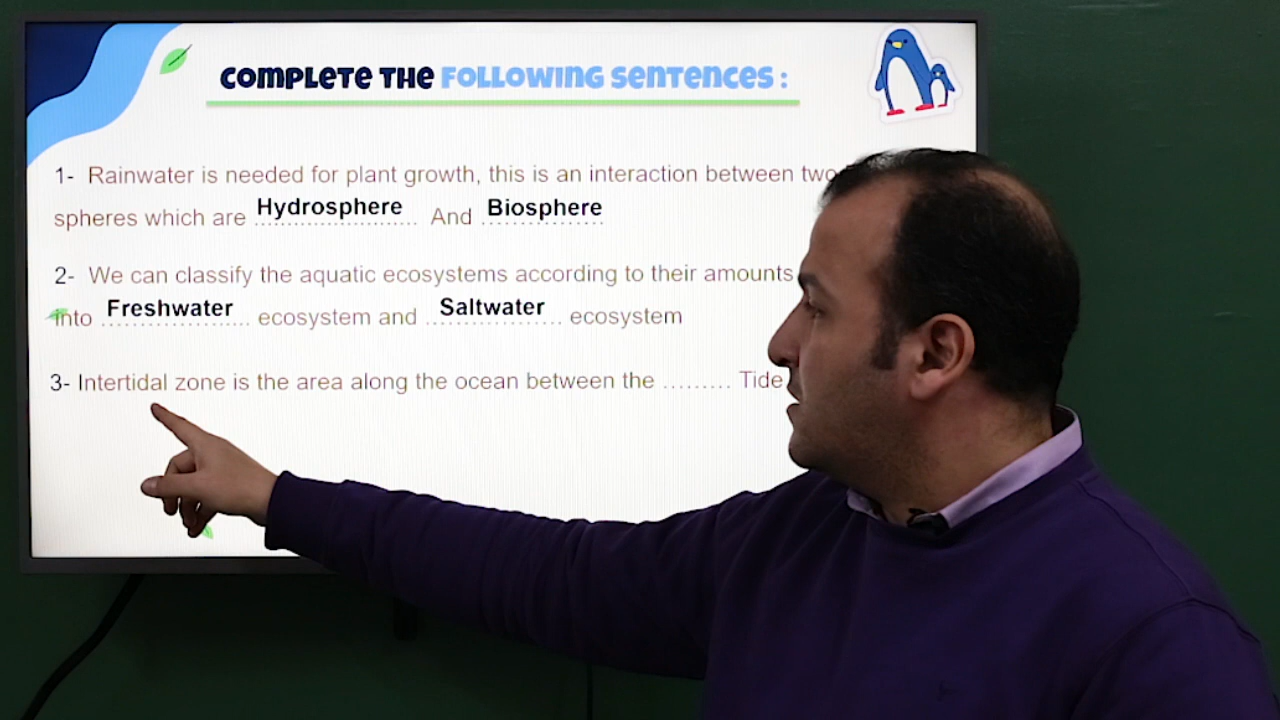 COMPLETE THE FOLLOWING SENTENCES :
1- Rainwater is needed for plant growth, this is an interaction between two
spheres which are Hydrosphere And Biosphere
2- We can classify the aquatic ecosystems according to their amounts
into Freshwater ecosystem and Saltwater ecosystem
3- Intertidal zone is the area along the ocean between the ......... Tide